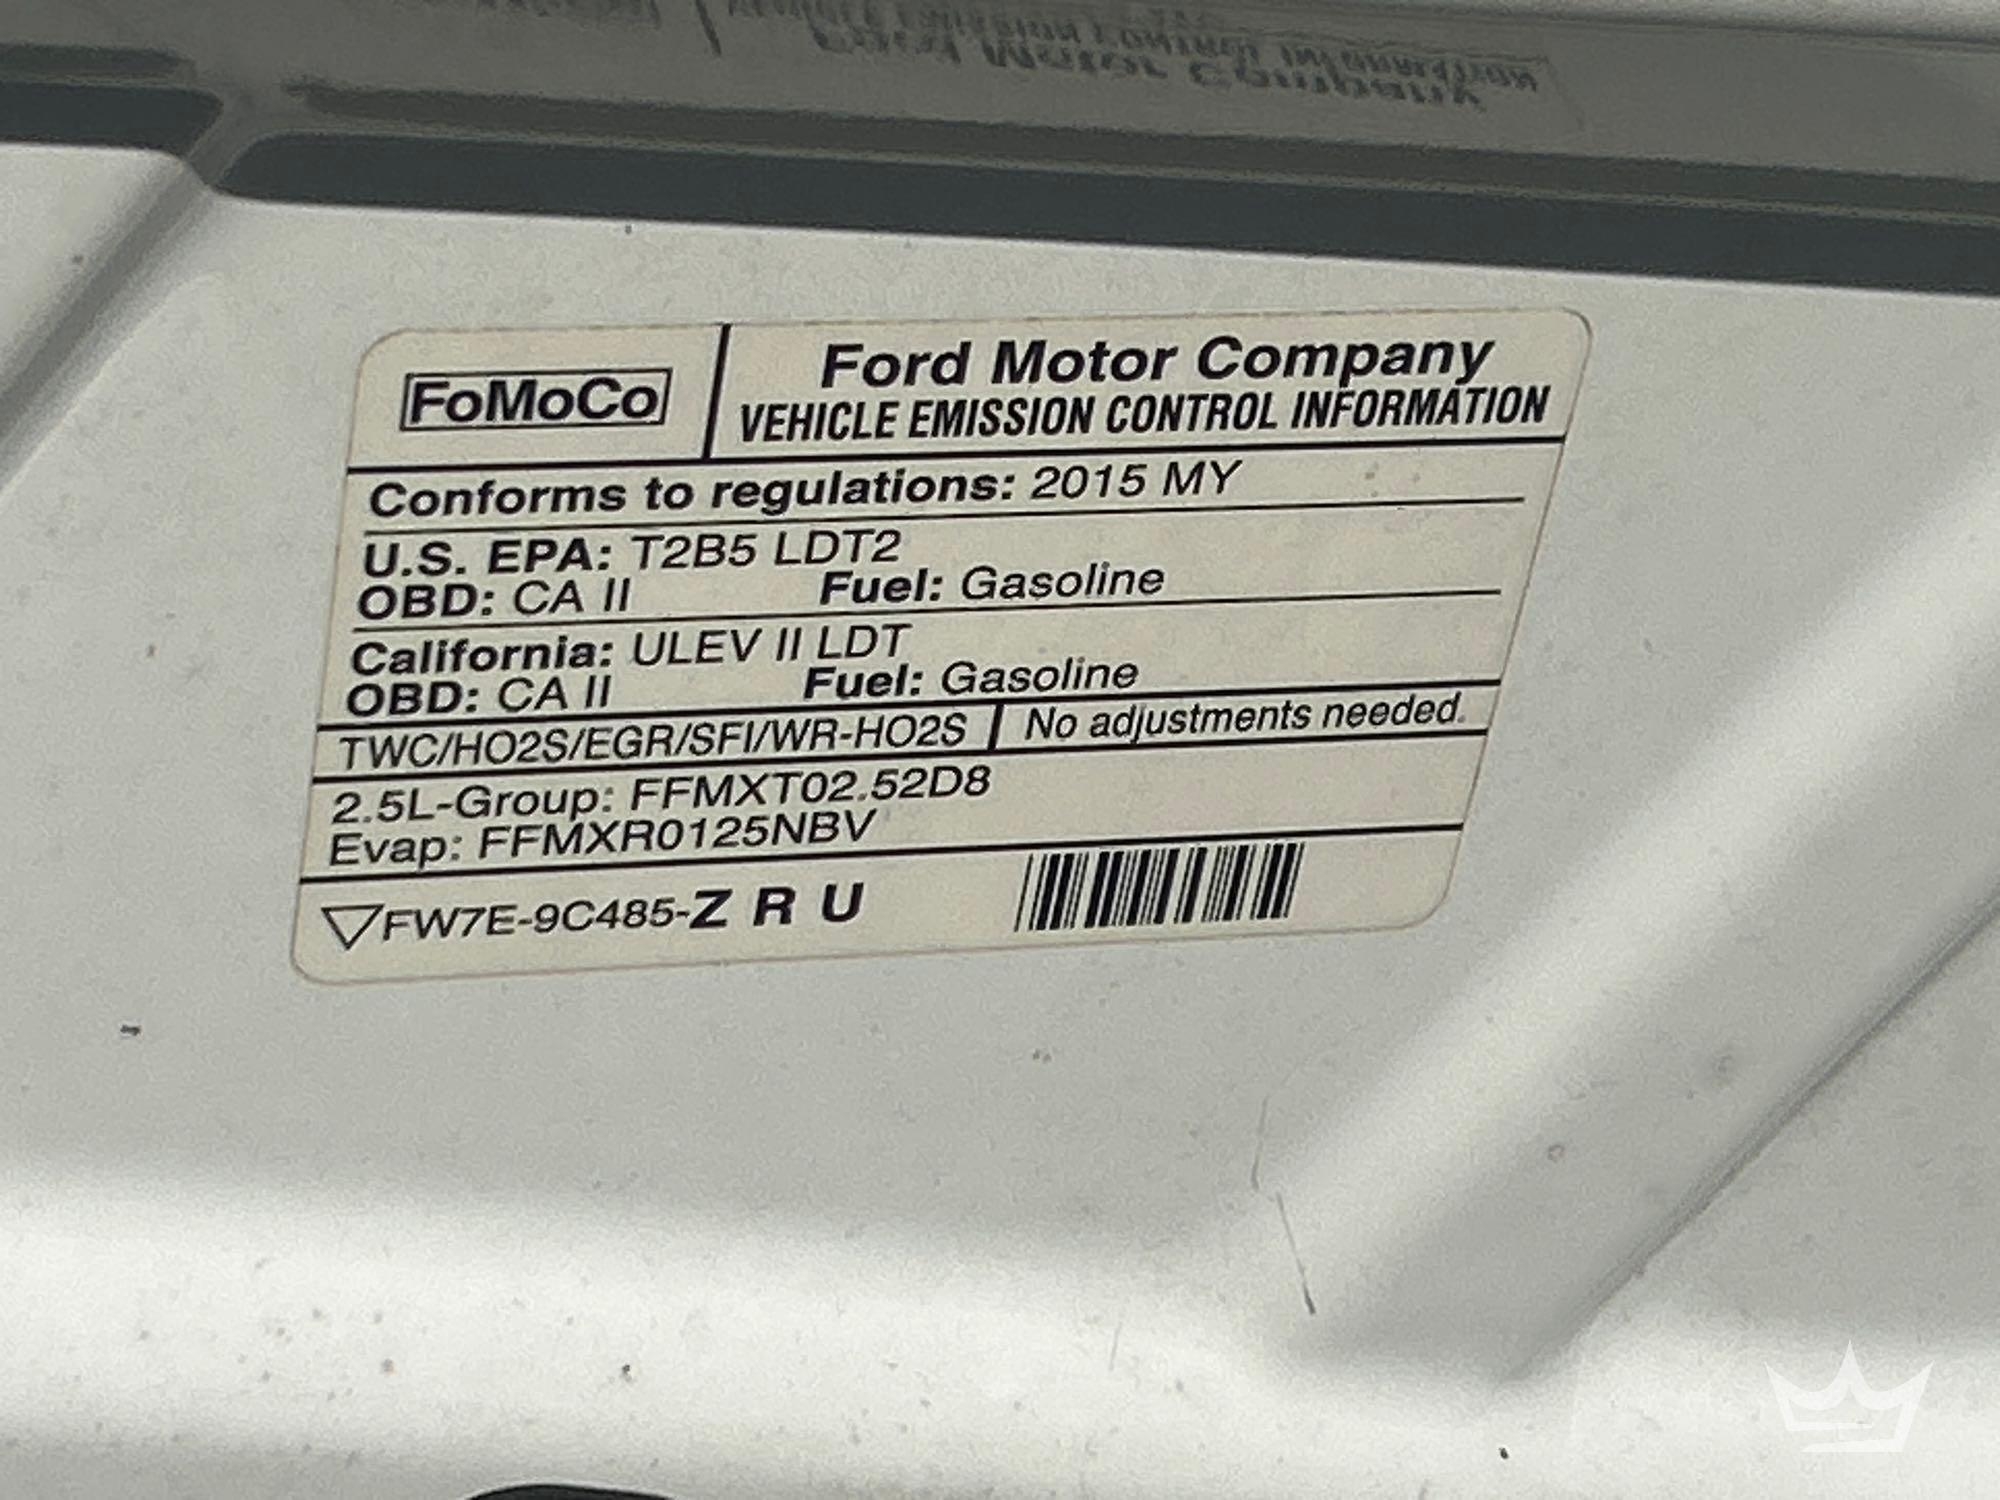 FoMoCo
Ford Motor Company
VEHICLE EMISSION CONTROL INFORMATION
Conforms to regulations: 2015 MY
U.S. EPA: T2B5 LDT2
OBD: CA II Fuel: Gasoline
California: ULEV II LDT
OBD: CA II Fuel: Gasoline
TWC/HO2S/EGR/SFI/WR-HO2S No adjustments needed.
2.5L-Group: FFMXT02.52D8
Evap: FFMXR0125NBV
FW7E-9C485-Z R U